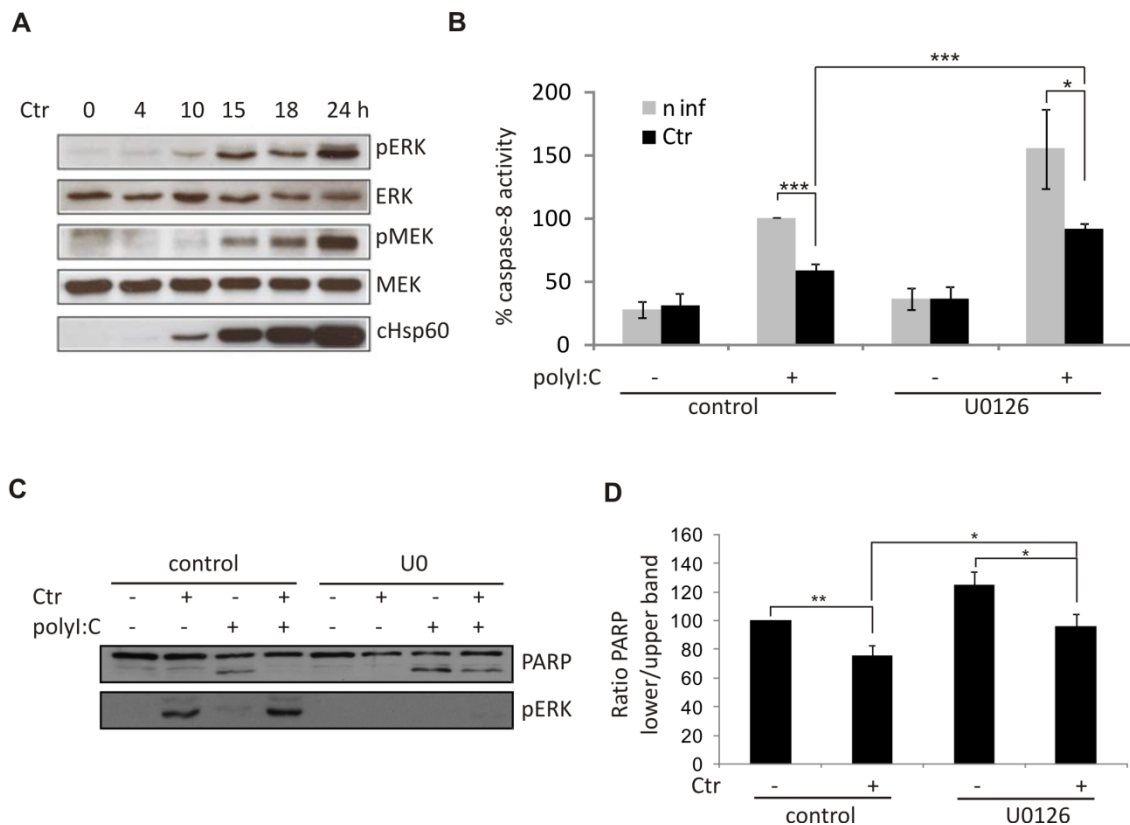 A
Ctr 0 4 10 15 18 24 h
pERK
ERK
pMEK
MEK
cHsp60
B
% caspase-8 activity
200
150
100
50
0
n inf
Ctr
***
***
*
polyI:C - + - +
control U0126
C
control U0
Ctr - + - + - + - +
polyI:C - - + + - - + +
PARP
pERK
D
Ratio PARP
lower/upper band
160
140
120
100
80
60
40
20
0
*
**
*
Ctr - + - +
control U0126